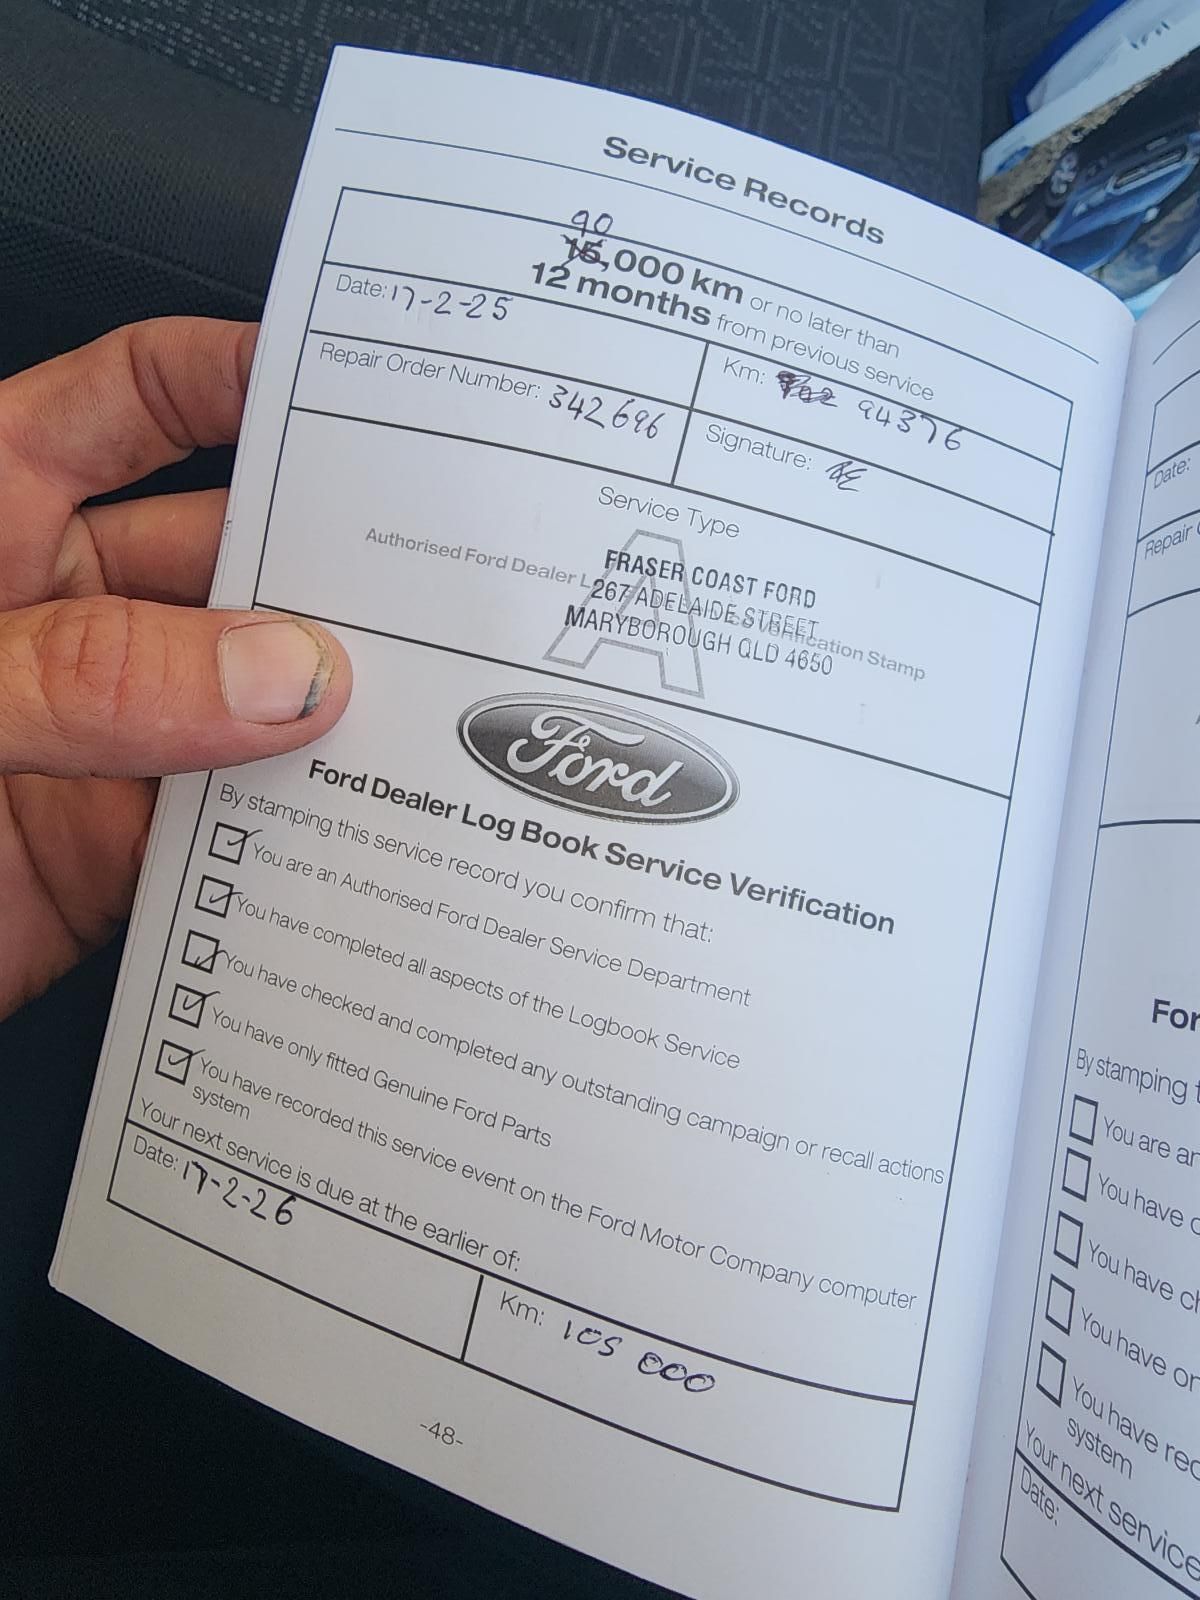 Service Records
90
15,000 km or no later than
12 months from previous service
Date: 17-2-25
Km: 94376
Repair Order Number: 342696
Signature:
Service Type
A
Authorised Ford Dealer
Verification Stamp
FRASER COAST FORD
267 ADELAIDE STREET
MARYBOROUGH QLD 4650
Ford
Ford Dealer Log Book Service Verification
By stamping this service record you confirm that:
You are an Authorised Ford Dealer Service Department
You have completed all aspects of the Logbook Service
You have checked and completed any outstanding campaign or recall actions
You have only fitted Genuine Ford Parts
You have recorded this service event on the Ford Motor Company computer
system
Your next service is due at the earlier of:
Date: 17-2-26
Km: 105 000
-48-
Date:
Repair
For
By stamping
You are
You have
You have
You have
You have
system
Your next service
Date: